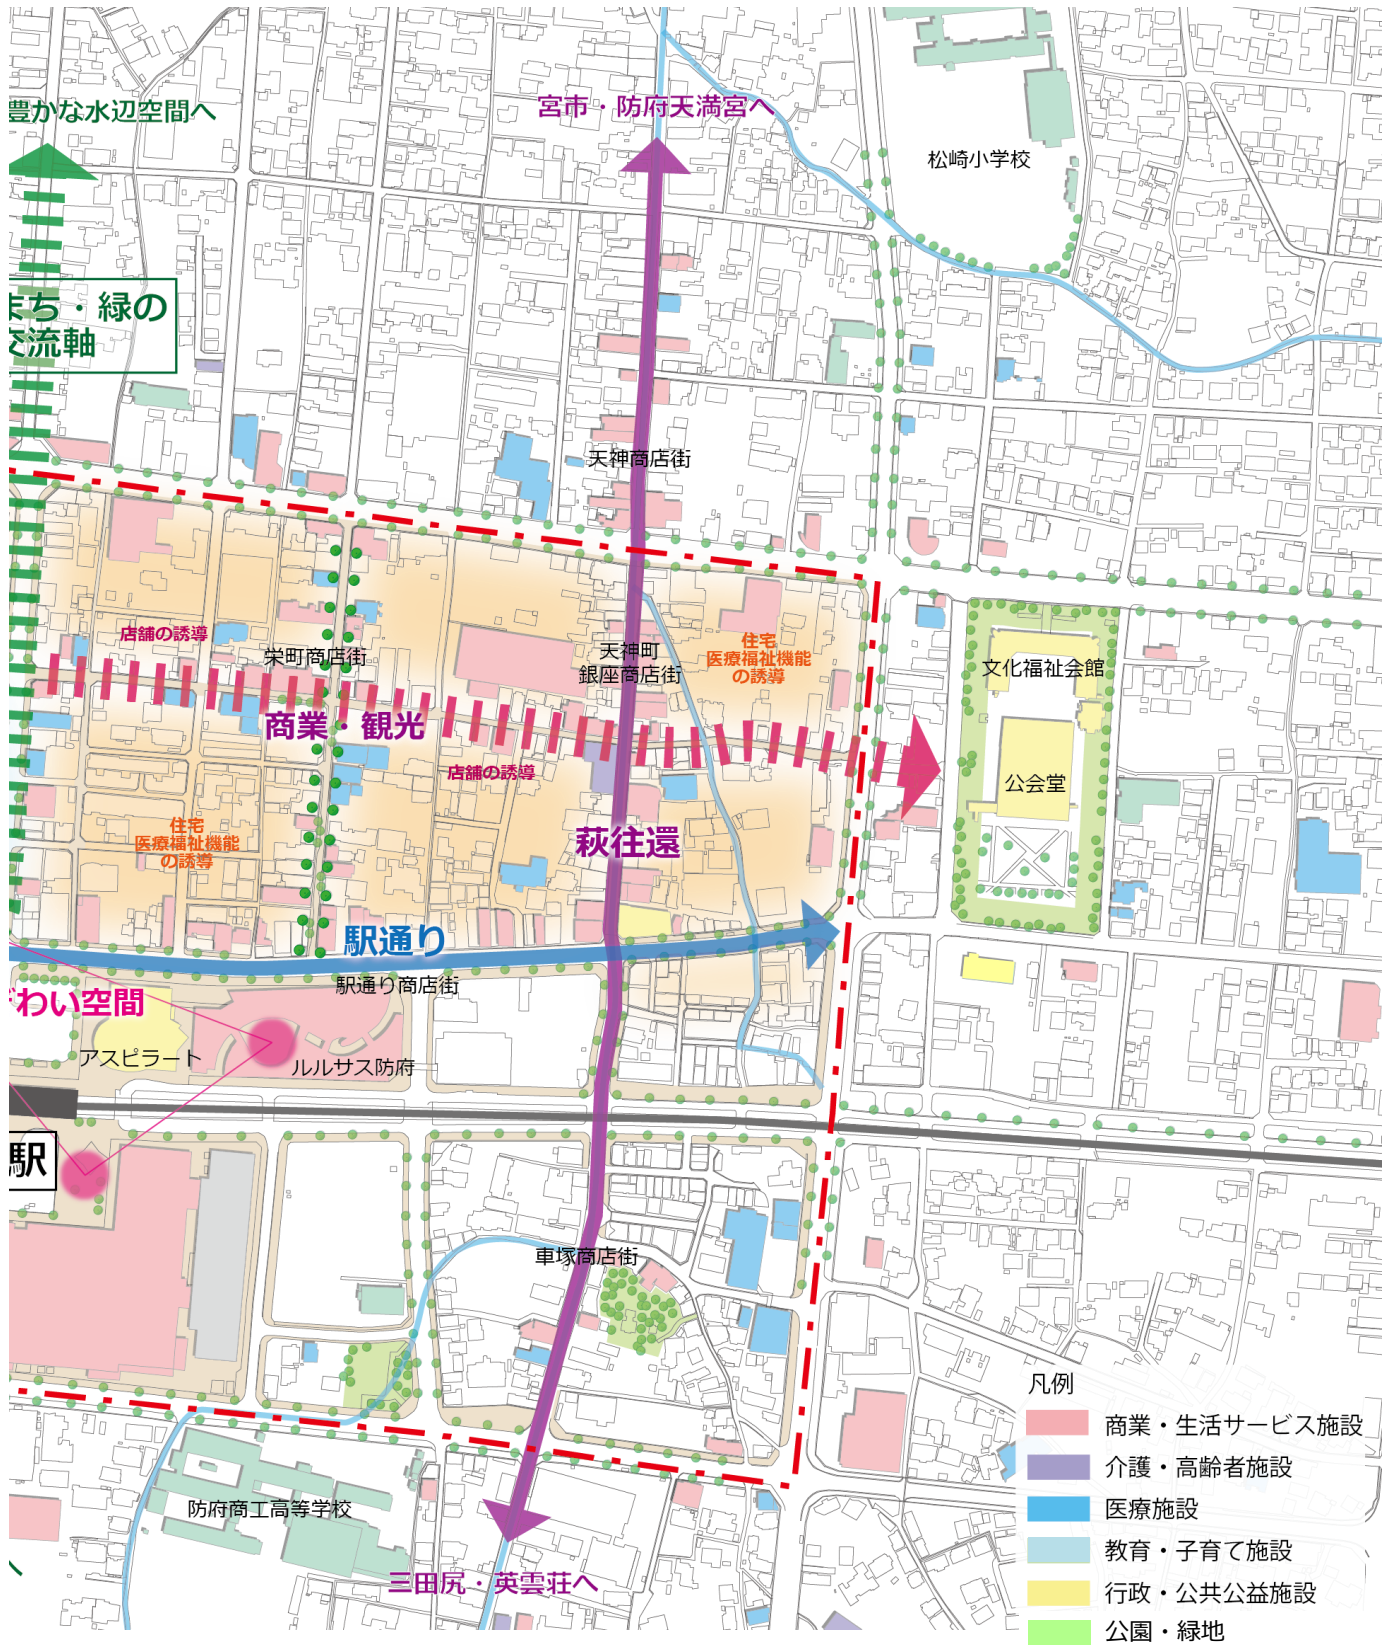 豊かな水辺空間へ
宮市・防府天満宮へ
松崎小学校
まち・緑の
交流軸
天神商店街
店舗の誘導
栄町商店街
天神町
銀座商店街
住宅
医療福祉機能
の誘導
文化福祉会館
商業・観光
店舗の誘導
公会堂
住宅
医療福祉機能
の誘導
萩往還
駅通り
駅通り商店街
ぎわい空間
アスピラート
ルルサス防府
駅
車塚商店街
防府商工高等学校
へ
三田尻・英雲荘へ
凡例
商業・生活サービス施設
介護・高齢者施設
医療施設
教育・子育て施設
行政・公共公益施設
公園・緑地